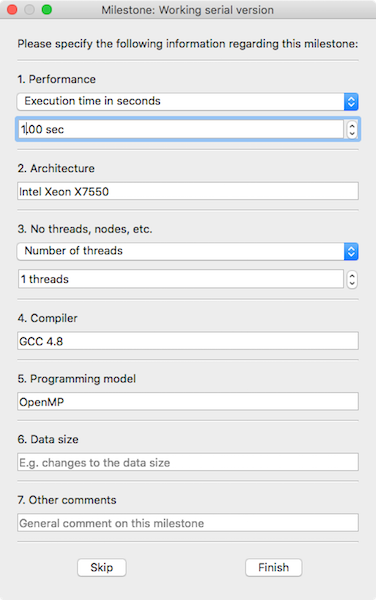 Milestone: Working serial version
Please specify the following information regarding this milestone:
1. Performance
Execution time in seconds
1.00 sec
2. Architecture
Intel Xeon X7550
3. No threads, nodes, etc.
Number of threads
1 threads
4. Compiler
GCC 4.8
5. Programming model
OpenMP
6. Data size
E.g. changes to the data size
7. Other comments
General comment on this milestone
Skip Finish